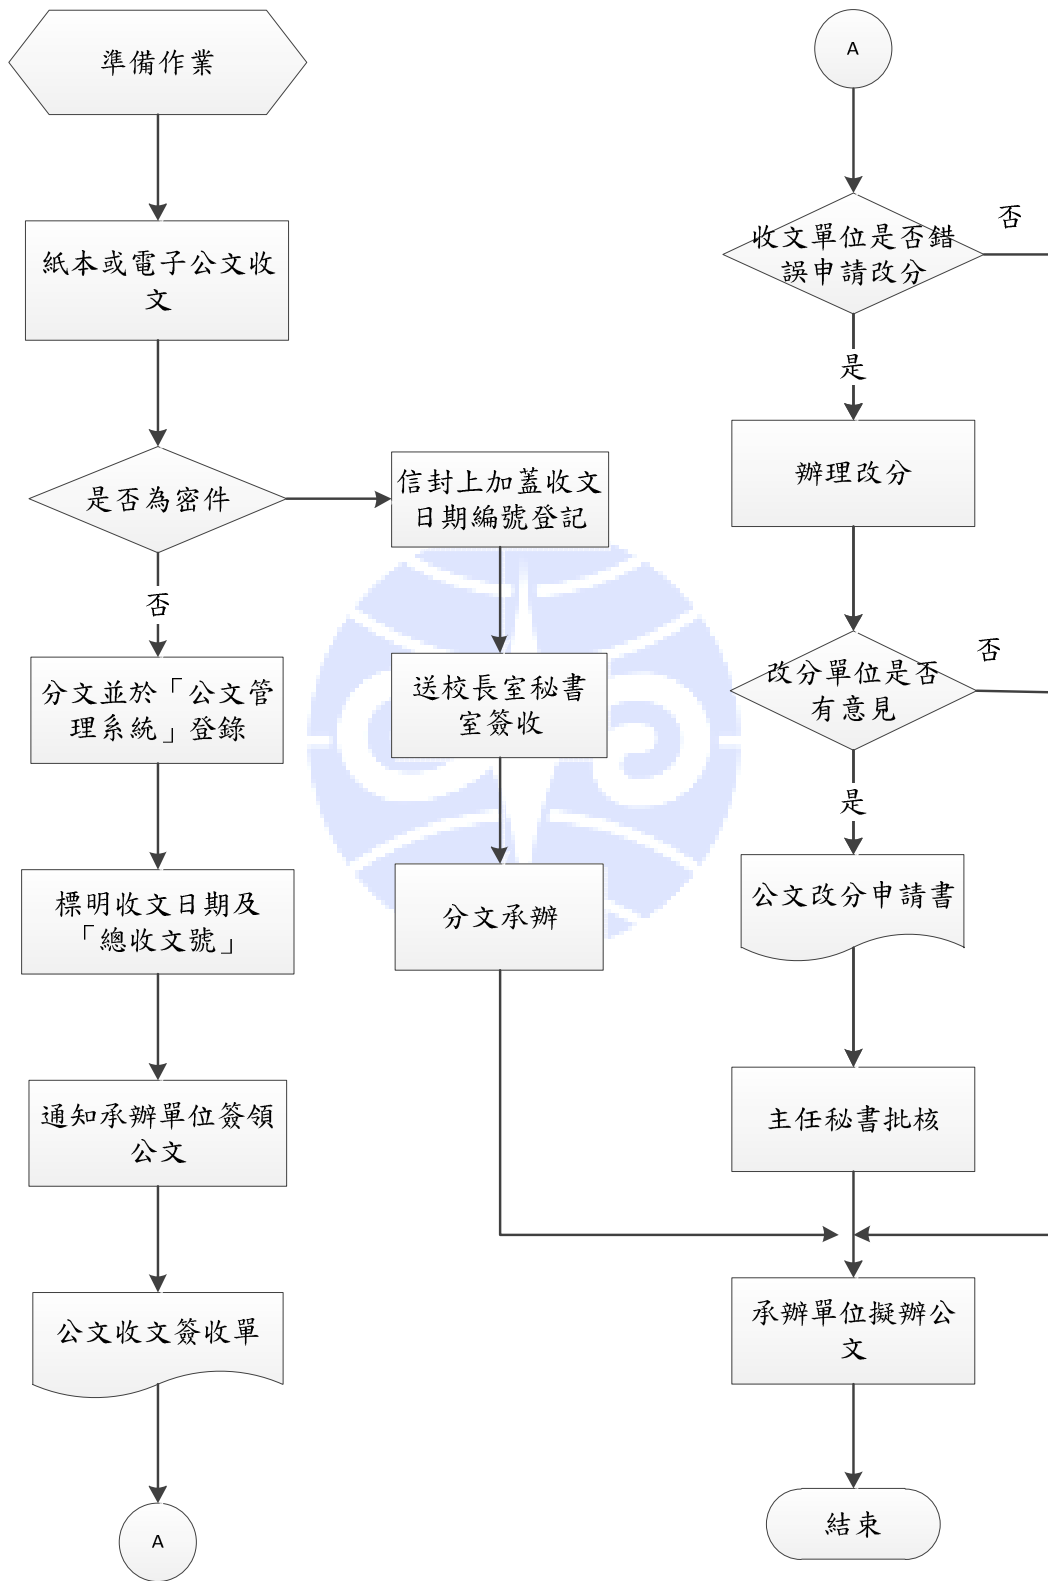 準備作業
紙本或電子公文收
文
是否為密件
否
分文並於「公文管
理系統」登錄
標明收文日期及
「總收文號」
通知承辦單位簽領
公文
公文收文簽收單
A
信封上加蓋收文
日期編號登記
送校長室秘書
室簽收
分文承辦
A
收文單位是否錯
誤申請改分
否
是
辦理改分
改分單位是否
有意見
否
是
公文改分申請書
主任秘書批核
承辦單位擬辦公
文
結束